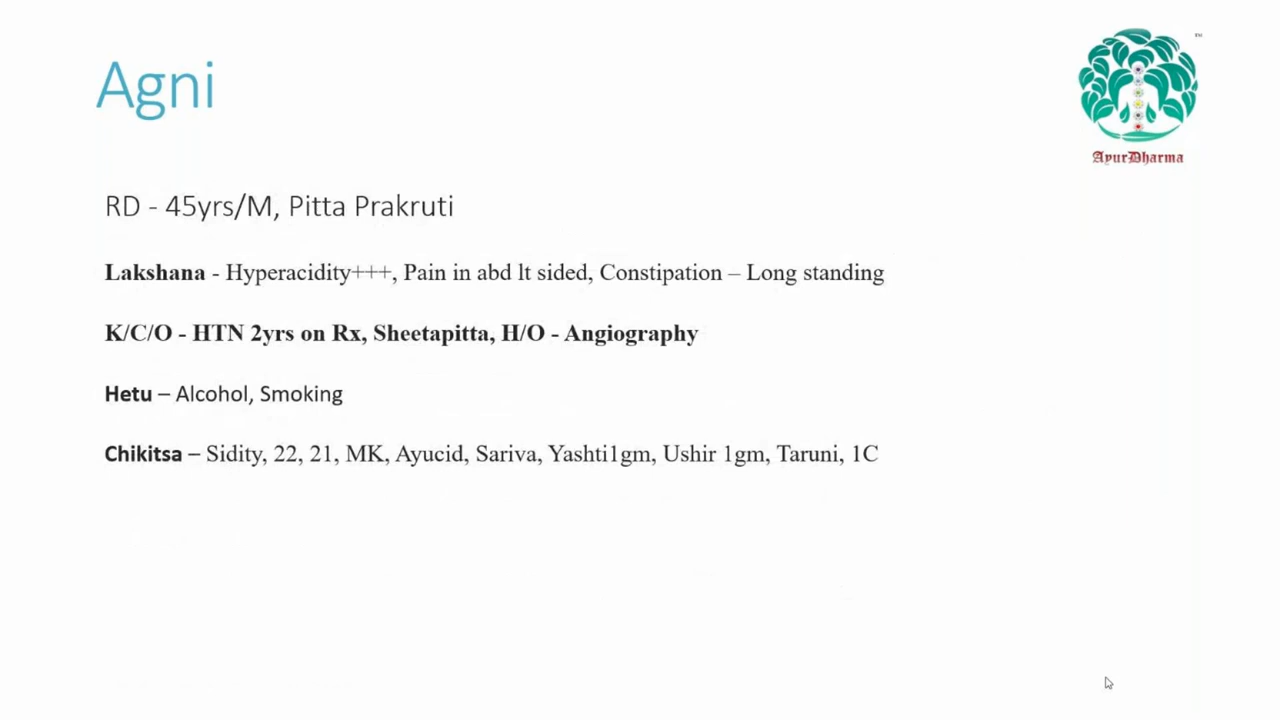 Agni
TM
AyurDharma
RD - 45yrs/M, Pitta Prakruti
Lakshana - Hyperacidity+++, Pain in abd lt sided, Constipation – Long standing
K/C/O - HTN 2yrs on Rx, Sheetapitta, H/O - Angiography
Hetu – Alcohol, Smoking
Chikitsa – Sidity, 22, 21, MK, Ayucid, Sariva, Yashti1gm, Ushir 1gm, Taruni, 1C